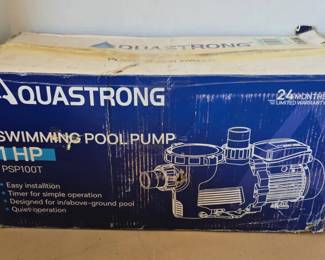 AQUASTRONG
AQUASTRONG
24 MONTHS
LIMITED WARRANTY
SWIMMING POOL PUMP
1 HP
PSP100T
Easy installtion
Timer for simple operation
Designed for in/above-ground pool
Quiet operation